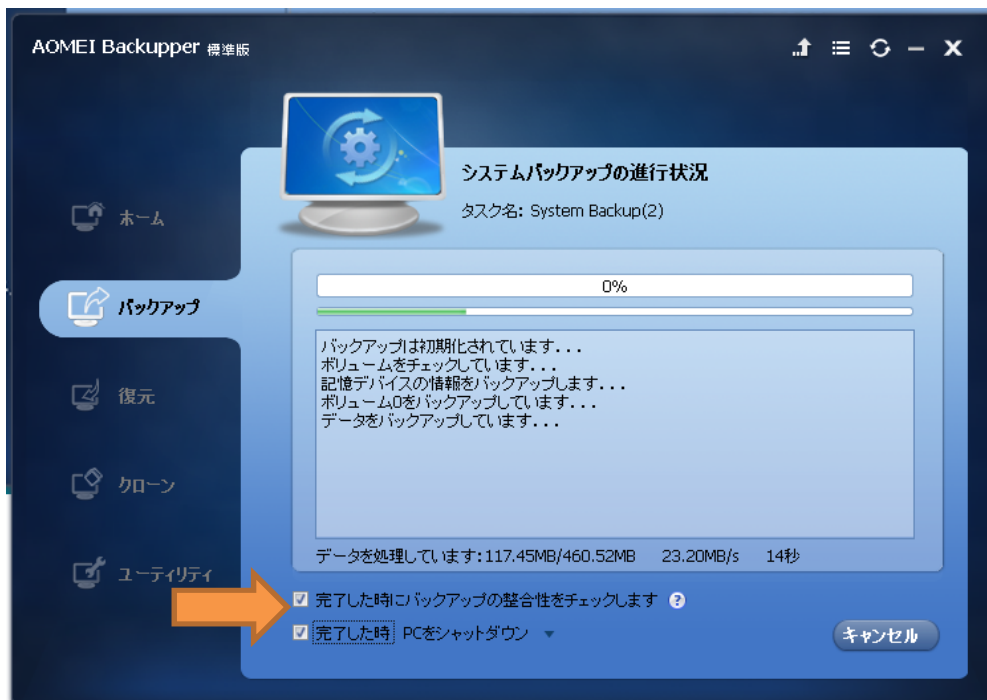 AOMEI Backupper 標準版
システムバックアップの進行状況
タスク名: System Backup(2)
ホーム
バックアップ
復元
クローン
ユーティリティ
0%
バックアップは初期化されています...
ボリュームをチェックしています...
記憶デバイスの情報をバックアップします...
ボリューム0をバックアップしています...
データをバックアップしています...
データを処理しています:117.45MB/460.52MB 23.20MB/s 14秒
完了した時にバックアップの整合性をチェックします ?
完了した時 PCをシャットダウン
キャンセル